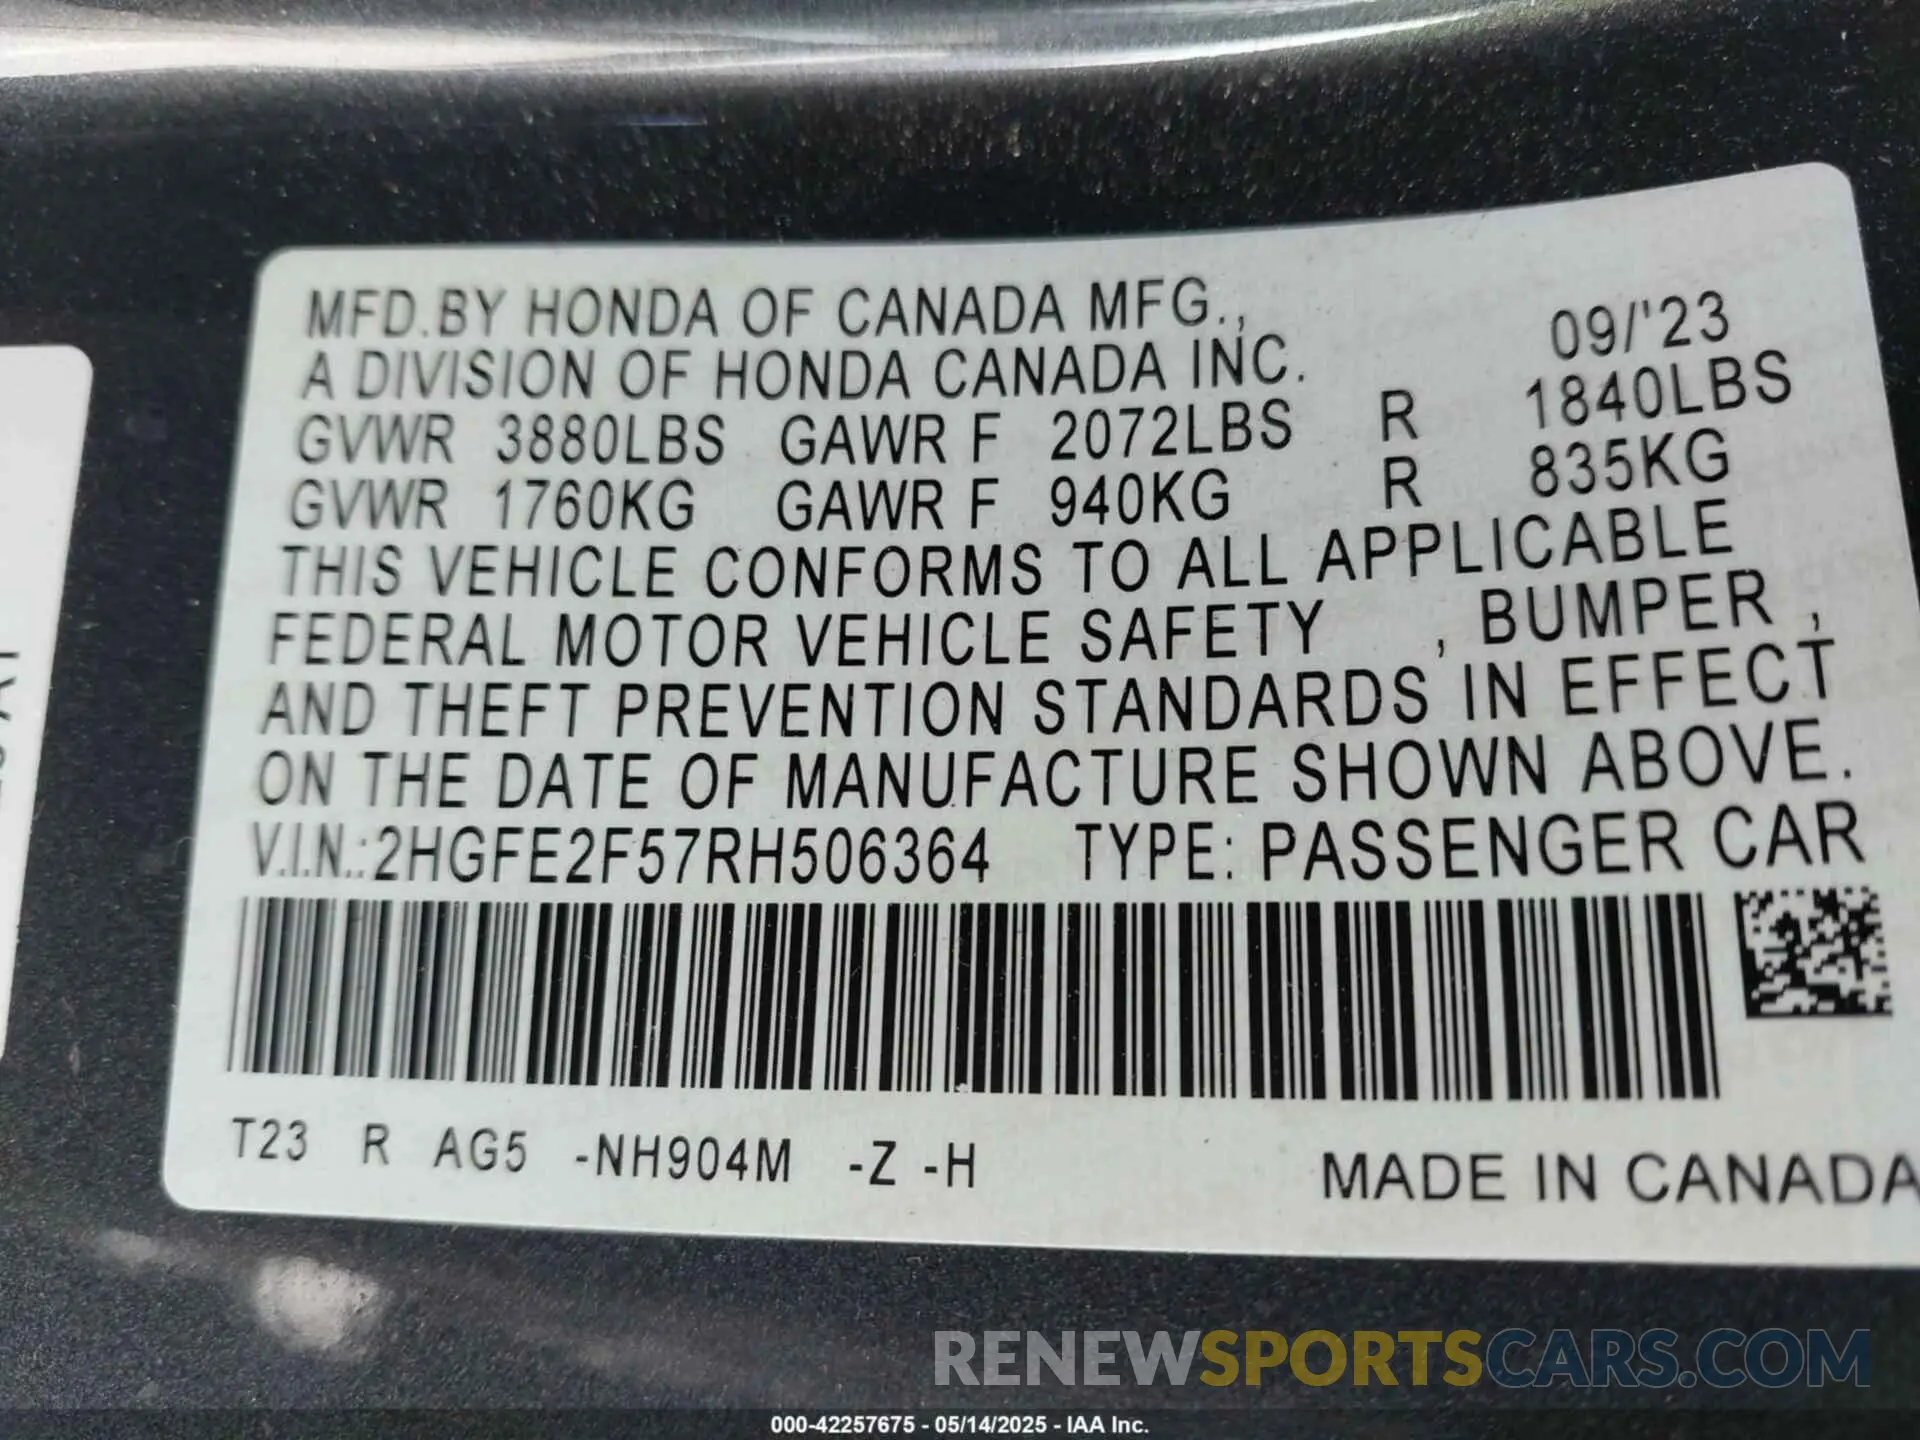 MFD.BY HONDA OF CANADA MFG.,
A DIVISION OF HONDA CANADA INC. 09/'23
GVWR 3880LBS GAWR F 2072LBS R 1840LBS
GVWR 1760KG GAWR F 940KG R 835KG
THIS VEHICLE CONFORMS TO ALL APPLICABLE
FEDERAL MOTOR VEHICLE SAFETY , BUMPER ,
AND THEFT PREVENTION STANDARDS IN EFFECT
ON THE DATE OF MANUFACTURE SHOWN ABOVE.
V.I.N.:2HGFE2F57RH506364 TYPE: PASSENGER CAR
T23 R AG5 -NH904M -Z -H
MADE IN CANADA
RENEWSPORTSCARS.COM
000-42257675 - 05/14/2025 - IAA Inc.